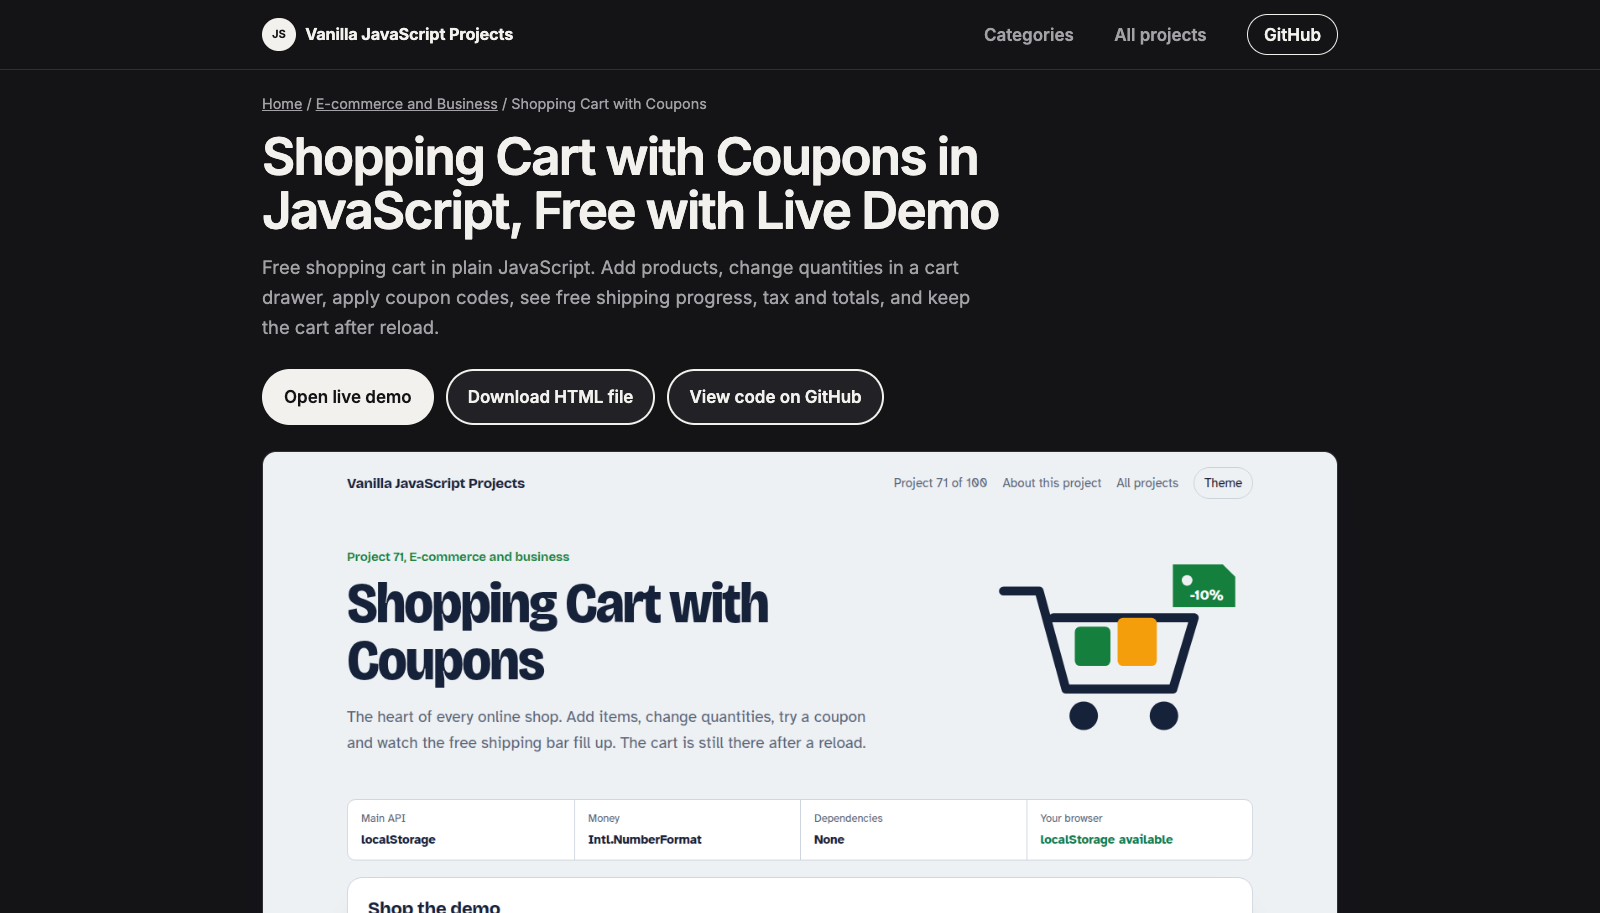 JS
Vanilla JavaScript Projects
Categories
All projects
GitHub
Home / E-commerce and Business / Shopping Cart with Coupons
Shopping Cart with Coupons in
JavaScript, Free with Live Demo
Free shopping cart in plain JavaScript. Add products, change quantities in a cart
drawer, apply coupon codes, see free shipping progress, tax and totals, and keep
the cart after reload.
Open live demo
Download HTML file
View code on GitHub
Vanilla JavaScript Projects
Project 71 of 100
About this project
All projects
Theme
Project 71, E-commerce and business
Shopping Cart with
Coupons
-10%
The heart of every online shop. Add items, change quantities, try a coupon
and watch the free shipping bar fill up. The cart is still there after a reload.
Main API
localStorage
Money
Intl.NumberFormat
Dependencies
None
Your browser
localStorage available
Shop the demo